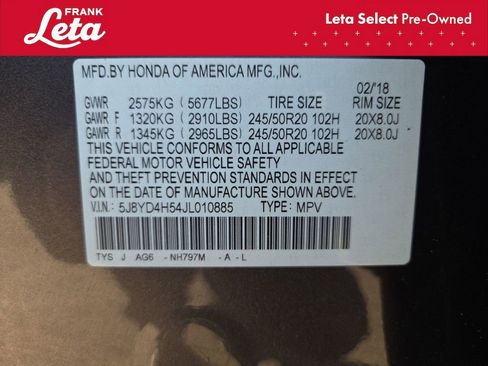 FRANK
Leta
Leta Select Pre-Owned
MFD.BY HONDA OF AMERICA MFG.,INC.
02/'18
GVWR 2575KG (5677LBS) TIRE SIZE RIM SIZE
GAWR F 1320KG (2910LBS) 245/50R20 102H 20X8.0J
GAWR R 1345KG (2965LBS) 245/50R20 102H 20X8.0J
THIS VEHICLE CONFORMS TO ALL APPLICABLE
FEDERAL MOTOR VEHICLE SAFETY
AND THEFT PREVENTION STANDARDS IN EFFECT
ON THE DATE OF MANUFACTURE SHOWN ABOVE.
V.I.N.: 5J8YD4H54JL010885 TYPE: MPV
TYS J AG6 -NH797M -A -L